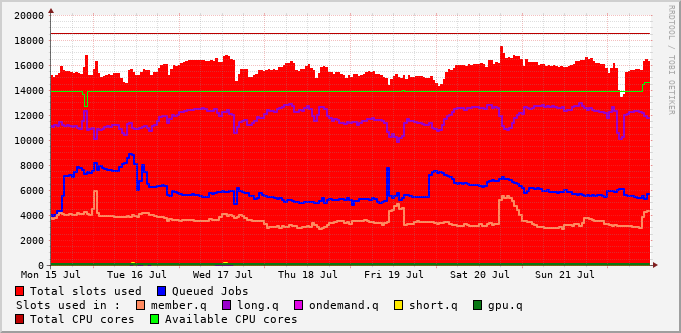 20000
18000
16000
14000
12000
10000
8000
6000
4000
2000
0
Mon 15 Jul Tue 16 Jul Wed 17 Jul Thu 18 Jul Fri 19 Jul Sat 20 Jul Sun 21 Jul
Total slots used Queued Jobs
Slots used in : member.q long.q ondemand.q short.q gpu.q
Total CPU cores Available CPU cores
RRDTOOL / TOBI OETIKER